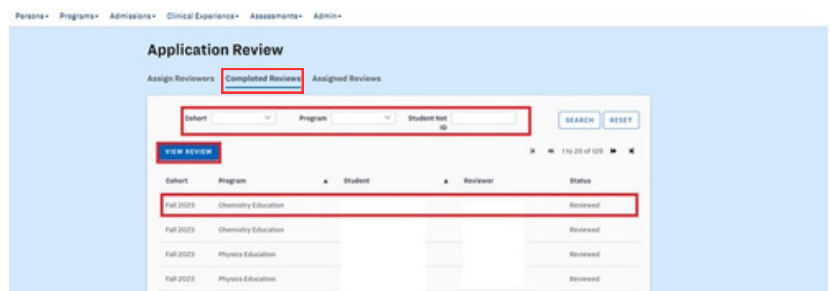 Persons Programs Admissions Clinical Experience Assessments Admin
Application Review
Assign Reviewers Completed Reviews Assigned Reviews
Cohort Program Student Net ID SEARCH RESET
VIEW REVIEW 1 to 20 of 129
Cohort Program Student Reviewer Status
Fall 2023 Chemistry Education Reviewed
Fall 2023 Chemistry Education Reviewed
Fall 2023 Physics Education Reviewed
Fall 2023 Physics Education Reviewed